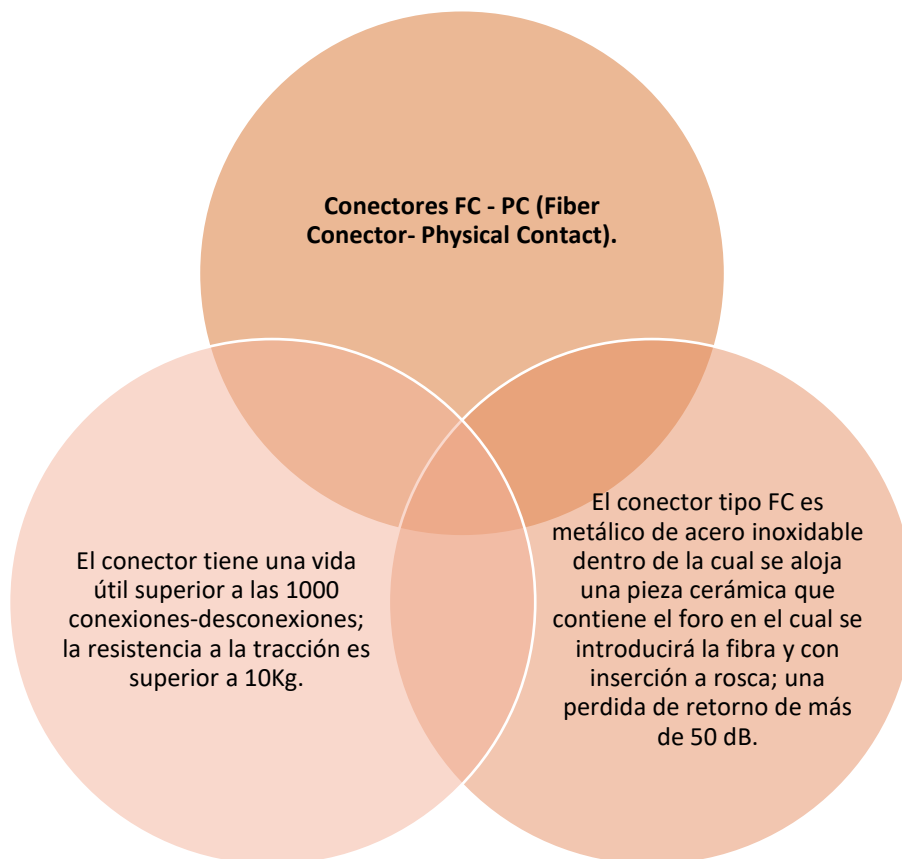 Conectores FC - PC (Fiber
Conector- Physical Contact).
El conector tiene una vida
útil superior a las 1000
conexiones-desconexiones;
la resistencia a la tracción es
superior a 10Kg.
El conector tipo FC es
metálico de acero inoxidable
dentro de la cual se aloja
una pieza cerámica que
contiene el foro en el cual se
introducirá la fibra y con
inserción a rosca; una
perdida de retorno de más
de 50 dB.